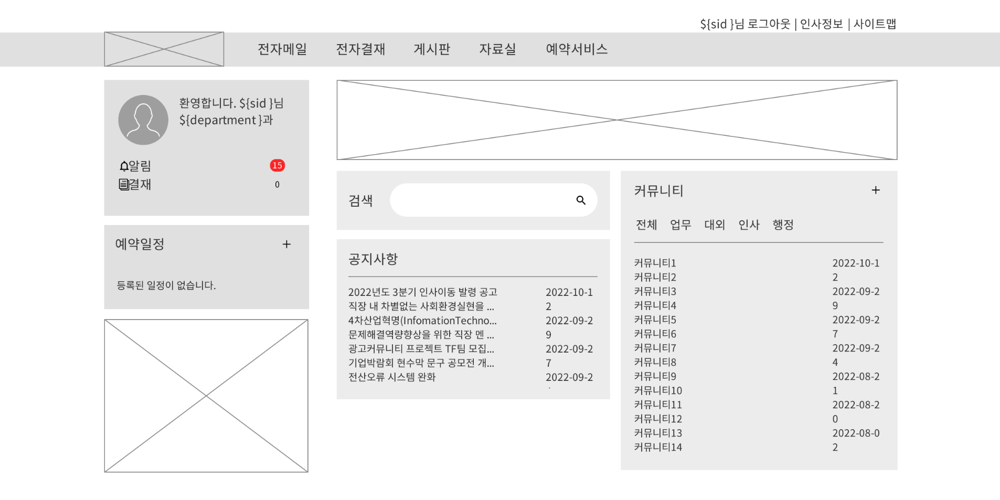 ${sid }님 로그아웃 | 인사정보 | 사이트맵
전자메일 전자결재 게시판 자료실 예약서비스
환영합니다. ${sid }님
${department }과
알림 15
결재 0
예약일정 +
등록된 일정이 없습니다.
검색
공지사항
2022년도 3분기 인사이동 발령 공고 2022-10-1
직장 내 차별없는 사회환경실현을 ... 2
4차산업혁명(InfomationTechno... 2022-09-2
문제해결역량향상을 위한 직장 멘 ... 9
광고커뮤니티 프로젝트 TF팀 모집... 2022-09-2
기업박람회 현수막 문구 공모전 개... 7
전산오류 시스템 완화 2022-09-2
커뮤니티 +
전체 업무 대외 인사 행정
커뮤니티1 2022-10-1
커뮤니티2 2
커뮤니티3 2022-09-2
커뮤니티4 9
커뮤니티5 2022-09-2
커뮤니티6 7
커뮤니티7 2022-09-2
커뮤니티8 4
커뮤니티9 2022-08-2
커뮤니티10 1
커뮤니티11 2022-08-2
커뮤니티12 0
커뮤니티13 2022-08-0
커뮤니티14 2